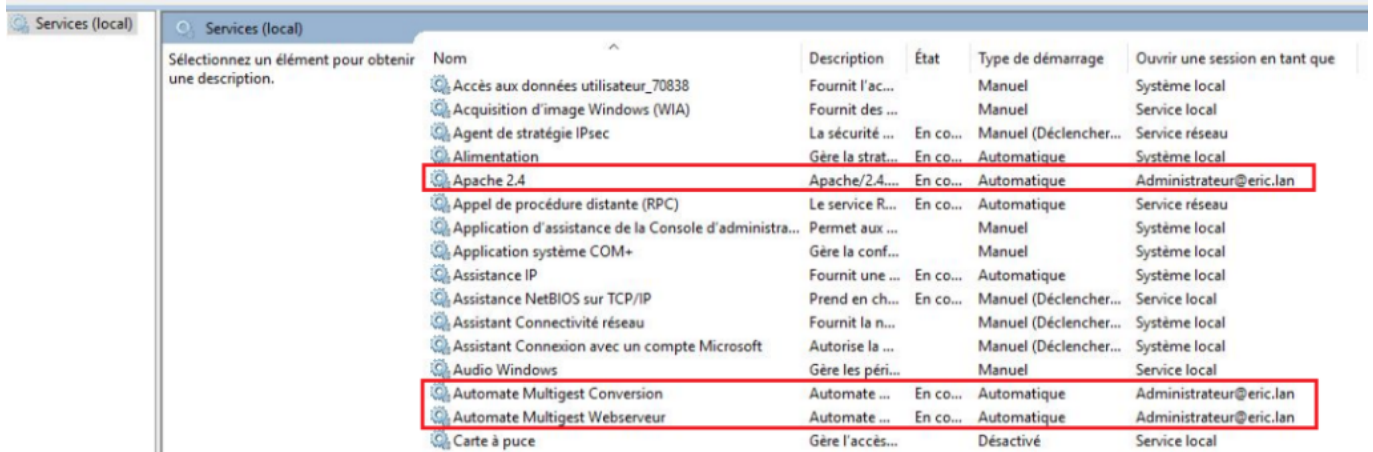 Services (local)
Services (local)
Sélectionnez un élément pour obtenir
une description.
Nom Description État Type de démarrage Ouvrir une session en tant que
Accès aux données utilisateur_70838 Fournit l'ac... Manuel Système local
Acquisition d'image Windows (WIA) Fournit des ... Manuel Service local
Agent de stratégie IPsec La sécurité ... En co... Manuel (Déclencher... Service réseau
Alimentation Gère la strat... En co... Automatique Système local
Apache 2.4 Apache/2.4.... En co... Automatique Administrateur@eric.lan
Appel de procédure distante (RPC) Le service R... En co... Automatique Service réseau
Application d'assistance de la Console d'administra... Permet aux ... Manuel Système local
Application système COM+ Gère la conf... Manuel Système local
Assistance IP Fournit une ... En co... Automatique Système local
Assistance NetBIOS sur TCP/IP Prend en ch... En co... Manuel (Déclencher... Service local
Assistant Connectivité réseau Fournit la n... Manuel (Déclencher... Système local
Assistant Connexion avec un compte Microsoft Autorise la ... Manuel (Déclencher... Système local
Audio Windows Gère les péri... Manuel Service local
Automate Multigest Conversion Automate ... En co... Automatique Administrateur@eric.lan
Automate Multigest Webserveur Automate ... En co... Automatique Administrateur@eric.lan
Carte à puce Gère l'accès... Désactivé Service local